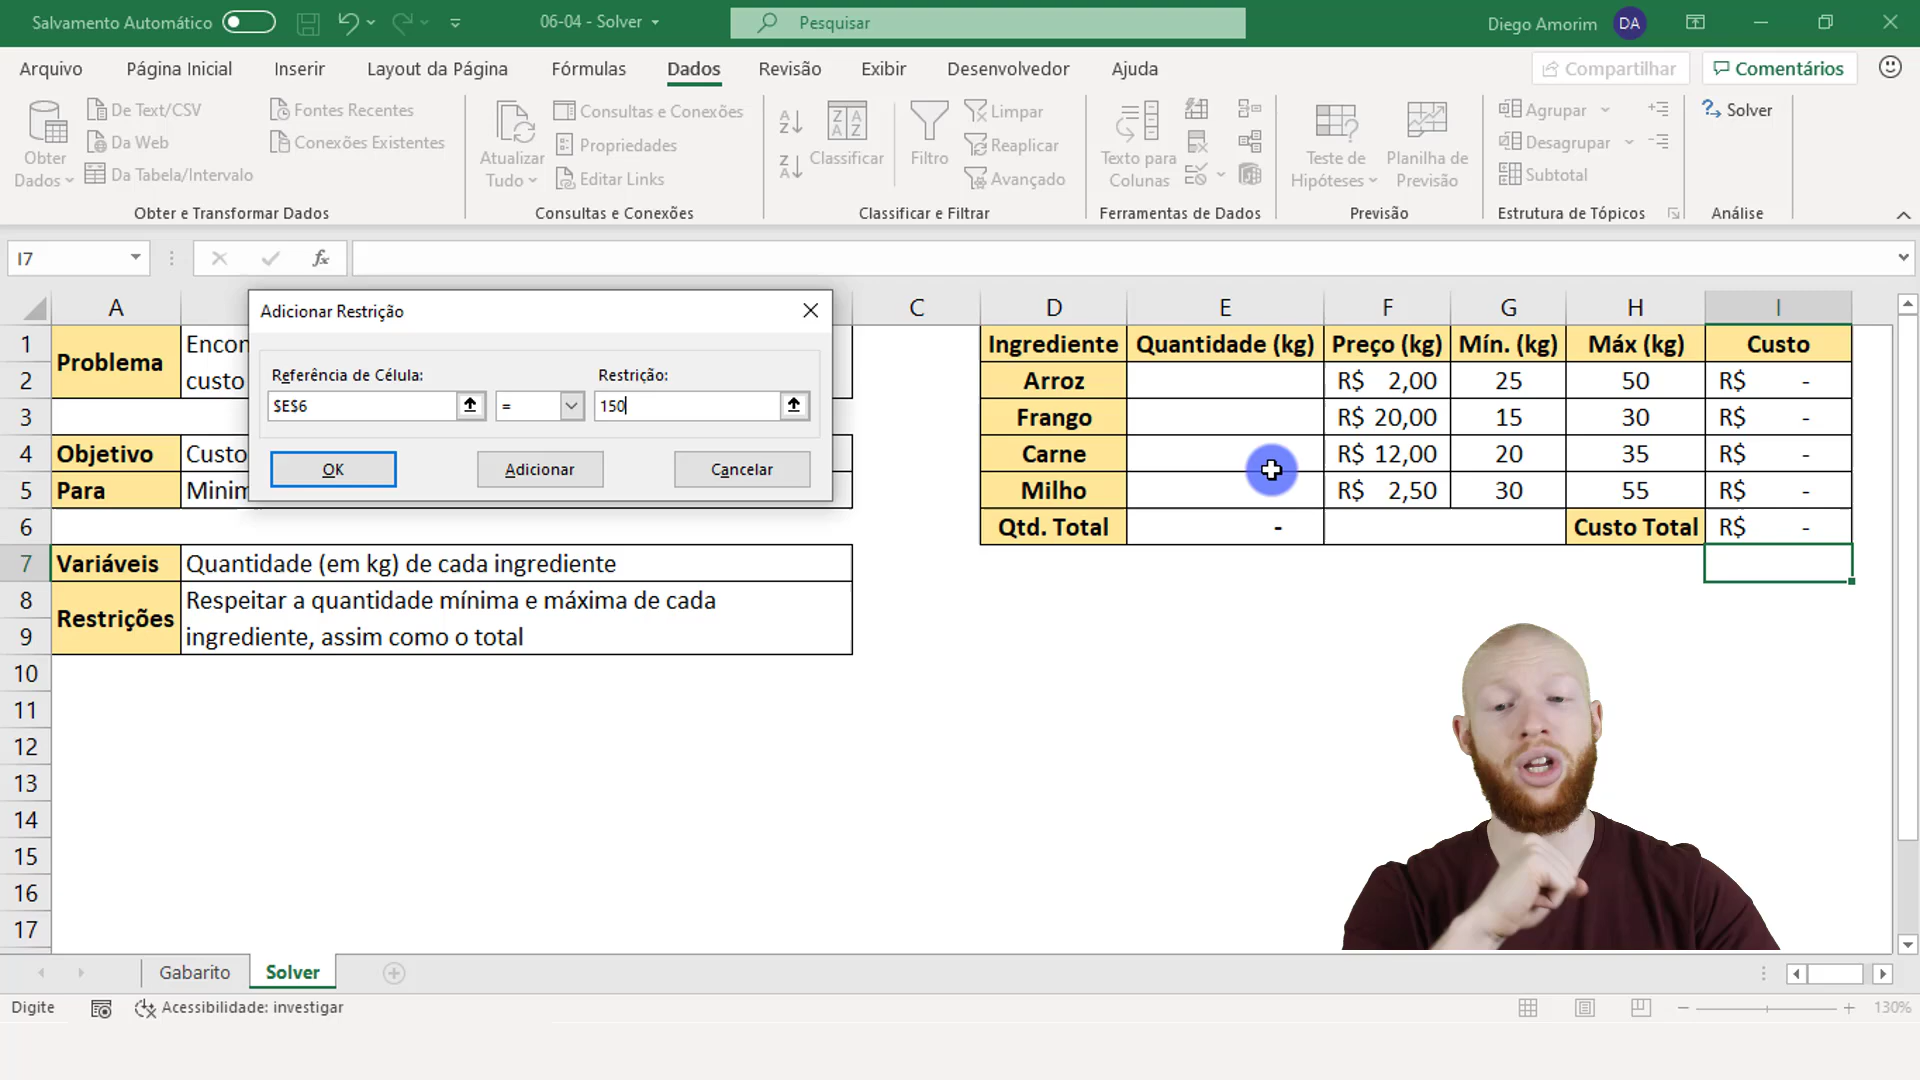 Salvamento Automático
06-04 - Solver
Pesquisar
Diego Amorim
DA
Arquivo
Página Inicial
Inserir
Layout da Página
Fórmulas
Dados
Revisão
Exibir
Desenvolvedor
Ajuda
Compartilhar
Comentários
Obter
Dados
De Text/CSV
Da Web
Da Tabela/Intervalo
Fontes Recentes
Conexões Existentes
Obter e Transformar Dados
Atualizar
Tudo
Consultas e Conexões
Propriedades
Editar Links
Consultas e Conexões
Classificar
Filtro
Limpar
Reaplicar
Avançado
Classificar e Filtrar
Texto para
Colunas
Ferramentas de Dados
Teste de
Hipóteses
Planilha de
Previsão
Previsão
Agrupar
Desagrupar
Subtotal
Estrutura de Tópicos
Solver
Análise
I7
fx
A C D E F G H I
Adicionar Restrição
Referência de Célula:
Restrição:
$E$6 = 150
OK
Adicionar
Cancelar
1
2
3
4
5
6
7
8
9
10
11
12
13
14
15
16
17
Problema
Encon
custo
Objetivo Custo
Para Minim
Variáveis Quantidade (em kg) de cada ingrediente
Restrições
Respeitar a quantidade mínima e máxima de cada
ingrediente, assim como o total
Ingrediente Quantidade (kg) Preço (kg) Mín. (kg) Máx (kg) Custo
Arroz R$ 2,00 25 50 R$ -
Frango R$ 20,00 15 30 R$ -
Carne R$ 12,00 20 35 R$ -
Milho R$ 2,50 30 55 R$ -
Qtd. Total - Custo Total R$ -
Gabarito
Solver
Digite
Acessibilidade: investigar
130%